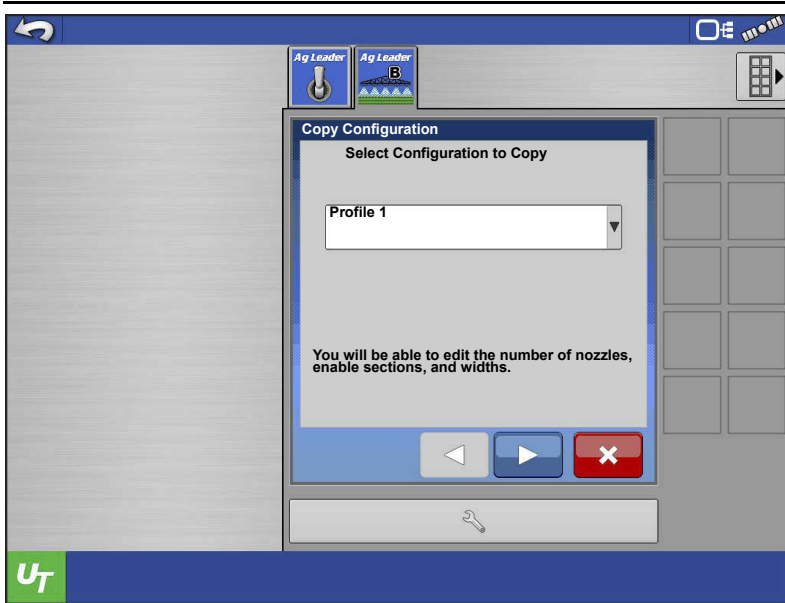 Ag Leader
Ag Leader
B
Copy Configuration
Select Configuration to Copy
Profile 1
You will be able to edit the number of nozzles,
enable sections, and widths.
UT